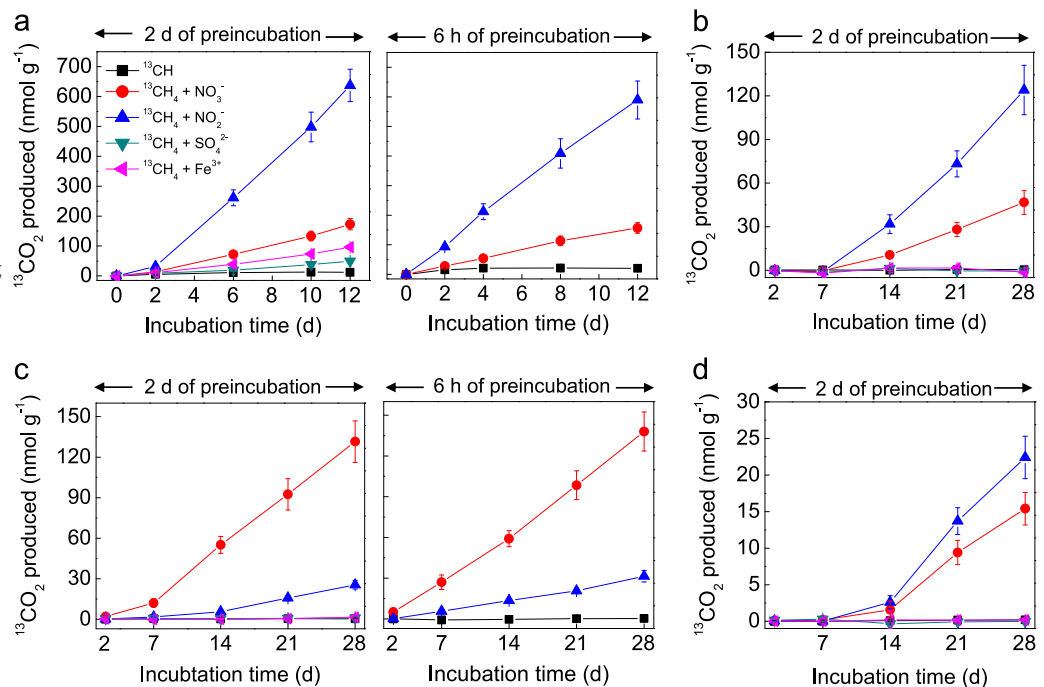 a
2 d of preincubation
6 h of preincubation
¹³CO₂ produced (nmol g⁻¹)
700
600
500
400
300
200
100
0
¹³CH
¹³CH₄ + NO₃⁻
¹³CH₄ + NO₂⁻
¹³CH₄ + SO₄²⁻
¹³CH₄ + Fe³⁺
0 2 4 6 8 10 12
Incubation time (d)
0 2 4 6 8 10 12
Incubation time (d)
b
2 d of preincubation
¹³CO₂ produced (nmol g⁻¹)
150
120
90
60
30
0
2 7 14 21 28
Incubation time (d)
c
2 d of preincubation
6 h of preincubation
¹³CO₂ produced (nmol g⁻¹)
150
120
90
60
30
0
2 7 14 21 28
Incubtation time (d)
2 7 14 21 28
Incubation time (d)
d
2 d of preincubation
¹³CO₂ produced (nmol g⁻¹)
30
25
20
15
10
5
0
2 7 14 21 28
Incubation time (d)